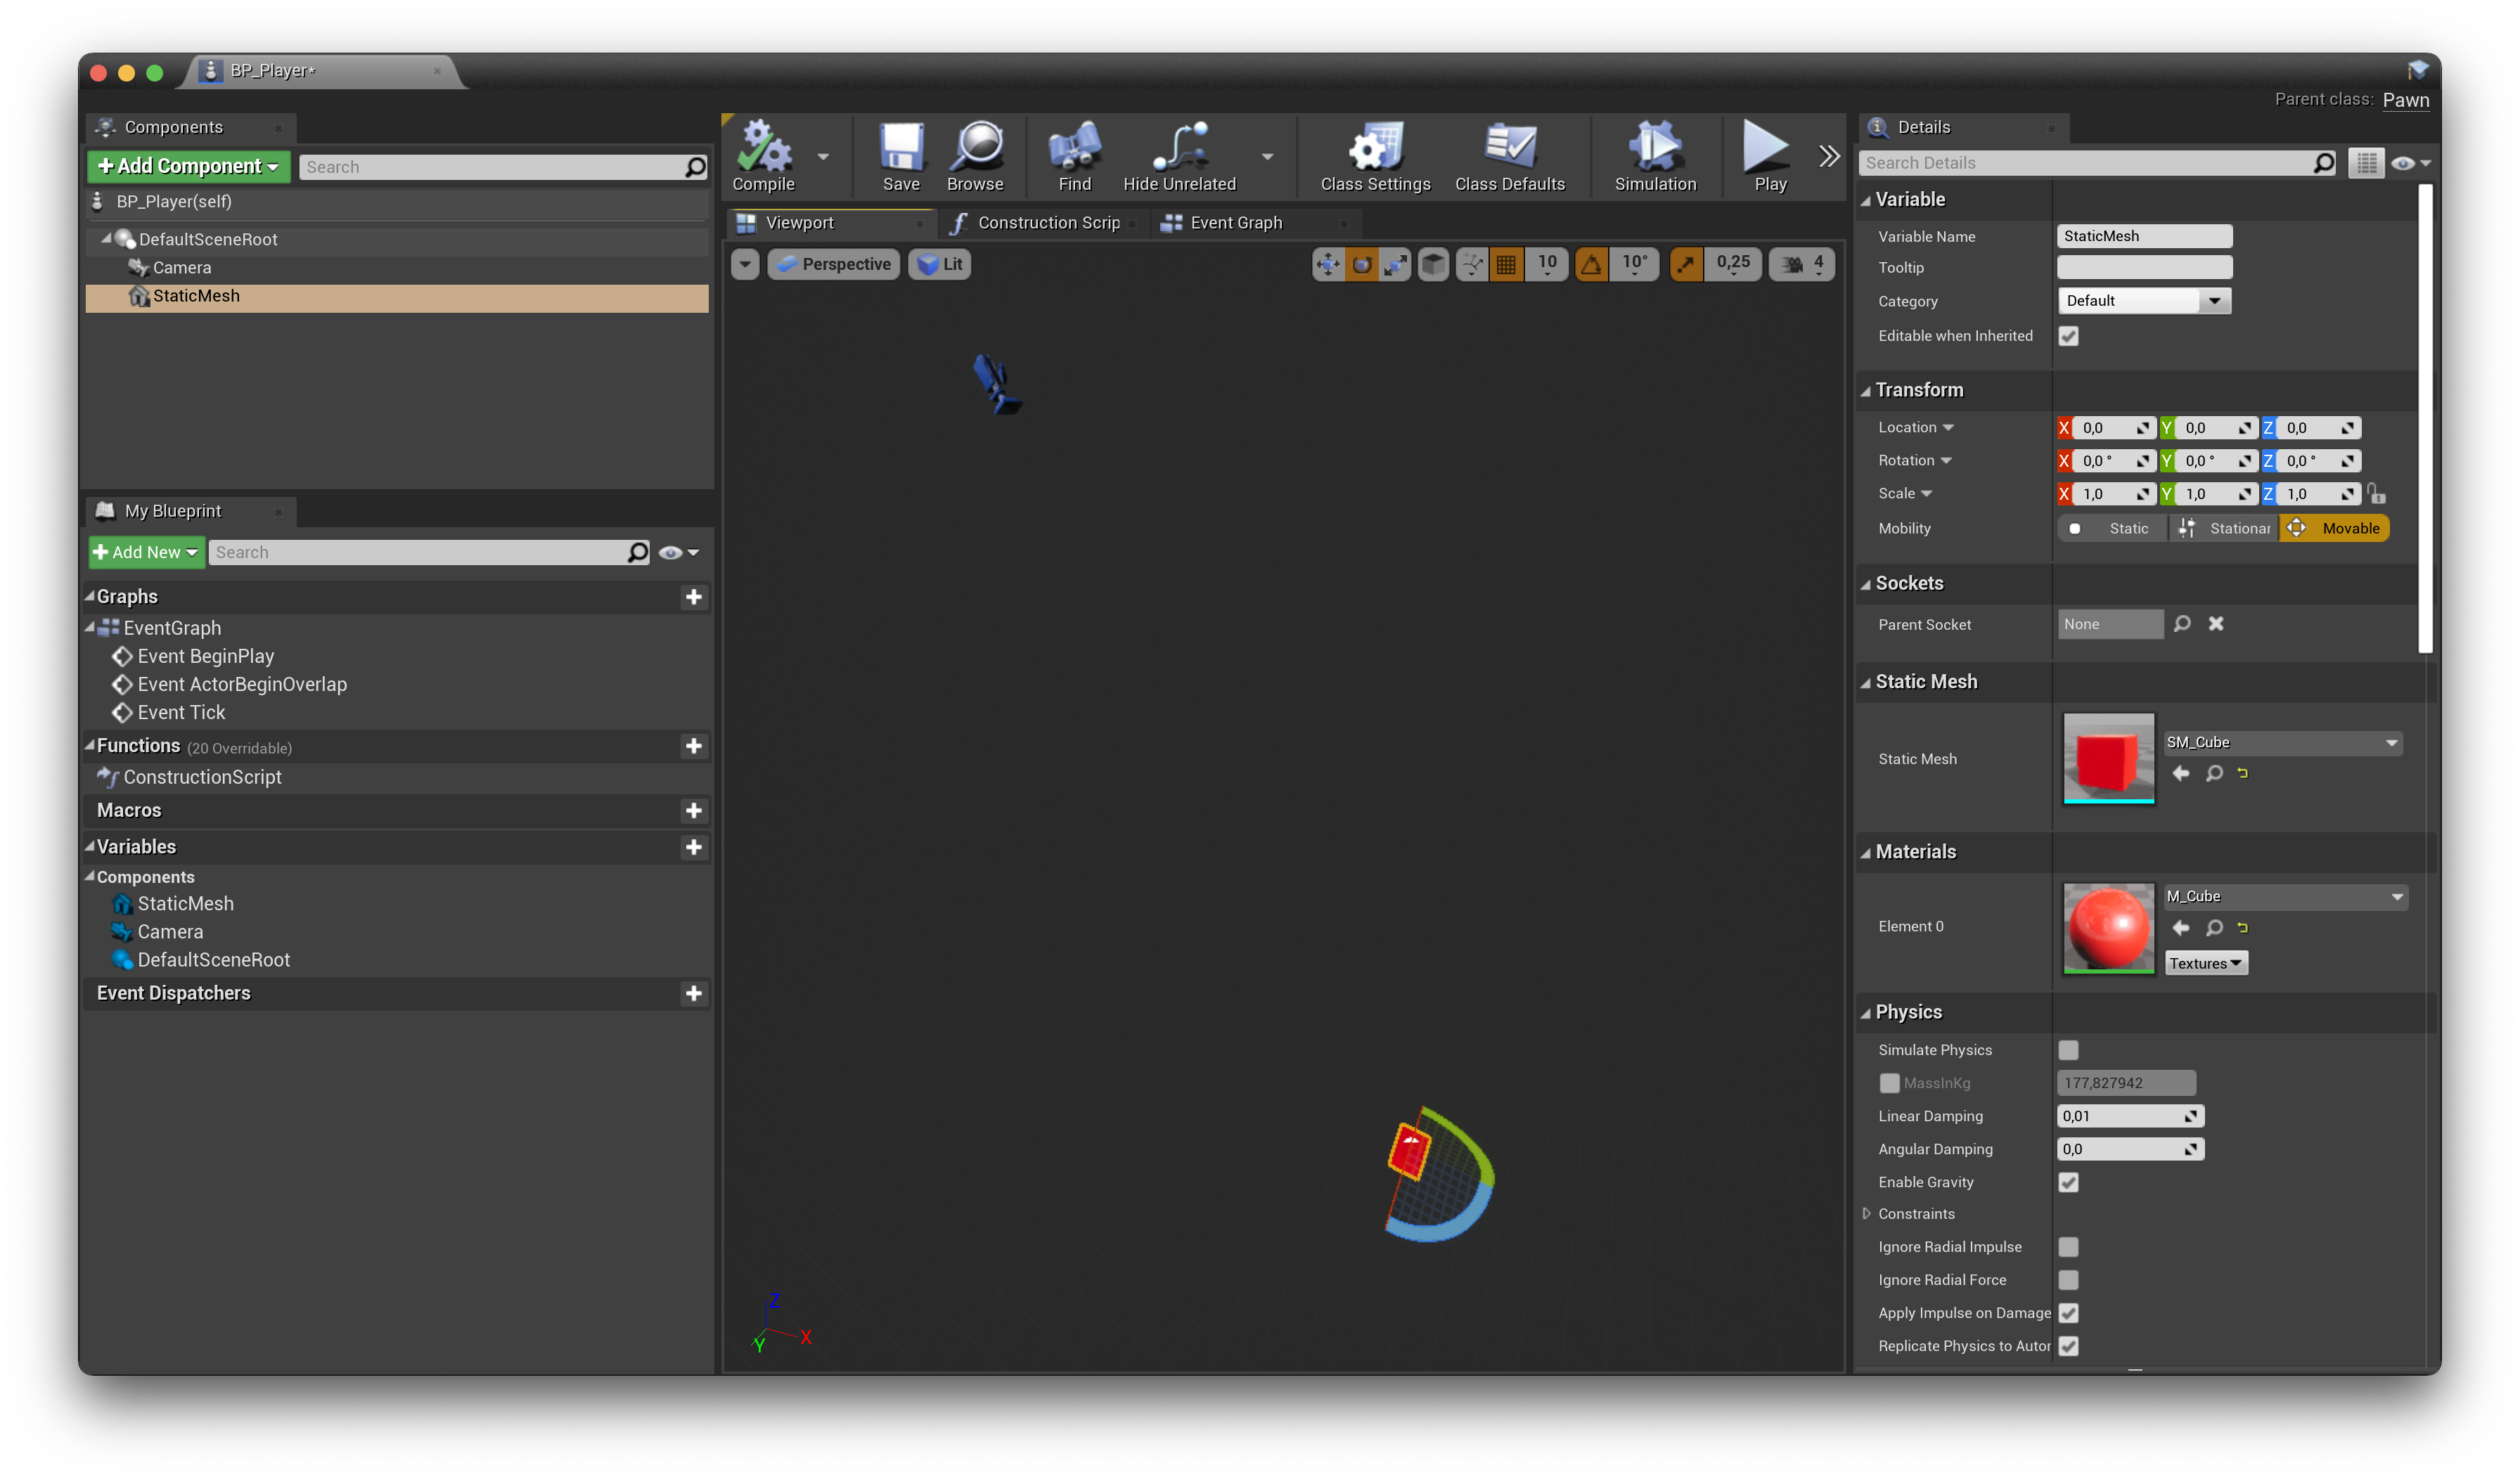 BP_Player*
Parent class: Pawn
Components
Add Component
Search
BP_Player(self)
DefaultSceneRoot
Camera
StaticMesh
My Blueprint
Add New
Search
Graphs
EventGraph
Event BeginPlay
Event ActorBeginOverlap
Event Tick
Functions (20 Overridable)
ConstructionScript
Macros
Variables
Components
StaticMesh
Camera
DefaultSceneRoot
Event Dispatchers
Compile
Save
Browse
Find
Hide Unrelated
Class Settings
Class Defaults
Simulation
Play
Viewport
Construction Scrip
Event Graph
Perspective
Lit
10
10°
0,25
4
Z
X
Y
Details
Search Details
Variable
Variable Name StaticMesh
Tooltip
Category Default
Editable when Inherited
Transform
Location X 0,0 Y 0,0 Z 0,0
Rotation X 0,0 ° Y 0,0 ° Z 0,0 °
Scale X 1,0 Y 1,0 Z 1,0
Mobility Static Stationar Movable
Sockets
Parent Socket None
Static Mesh
Static Mesh SM_Cube
Materials
Element 0 M_Cube
Textures
Physics
Simulate Physics
MassInKg 177,827942
Linear Damping 0,01
Angular Damping 0,0
Enable Gravity
Constraints
Ignore Radial Impulse
Ignore Radial Force
Apply Impulse on Damage
Replicate Physics to Autor